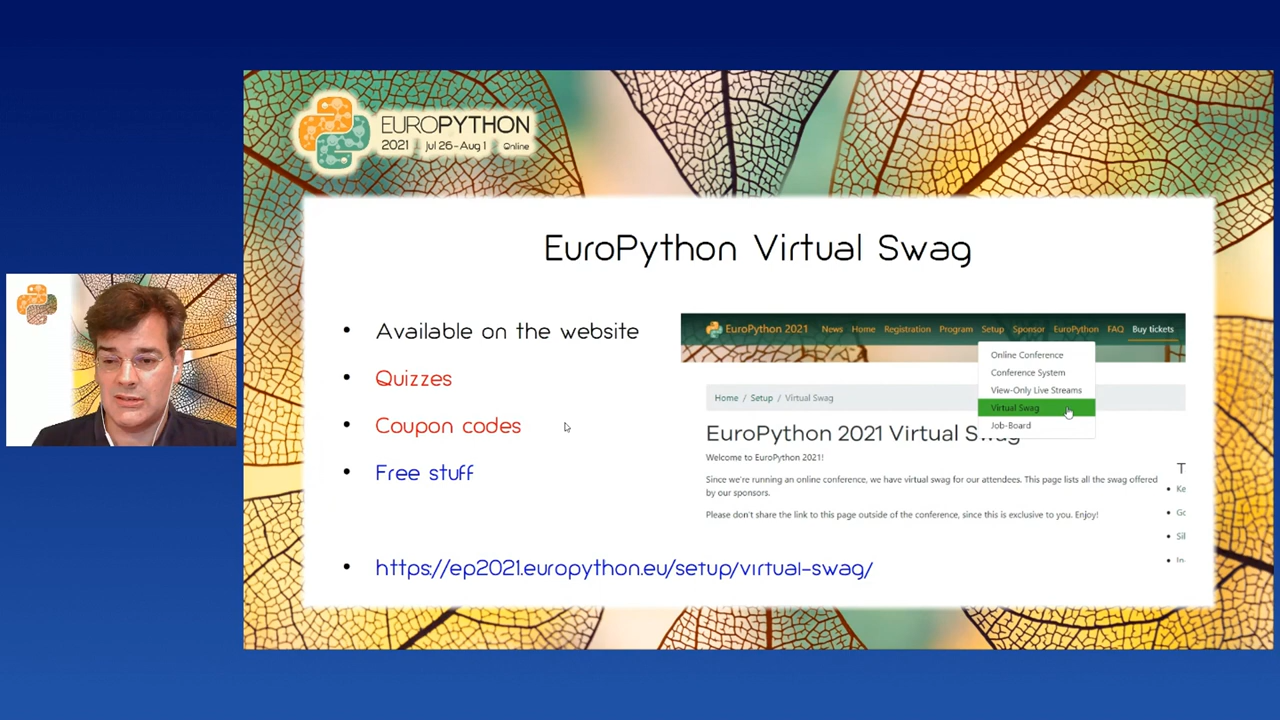 EUROPYTHON
2021 Jul 26-Aug 1 Online
EuroPython Virtual Swag
• Available on the website
• Quizzes
• Coupon codes
• Free stuff
• https://ep2021.europython.eu/setup/virtual-swag/
EuroPython 2021 News Home Registration Program Setup Sponsor EuroPython FAQ Buy tickets
Online Conference
Conference System
View-Only Live Streams
Virtual Swag
Job-Board
Home / Setup / Virtual Swag
EuroPython 2021 Virtual Swag
Welcome to EuroPython 2021!
Since we're running an online conference, we have virtual swag for our attendees. This page lists all the swag offered
by our sponsors.
Please don't share the link to this page outside of the conference, since this is exclusive to you. Enjoy!
T
• Ke
• Gc
• Sil
• In